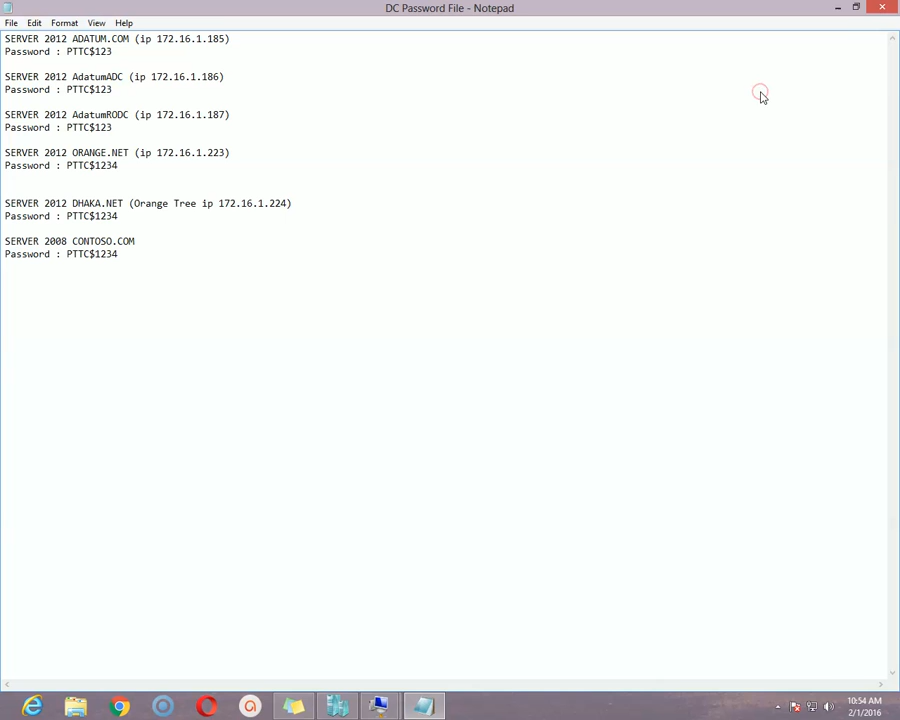 DC Password File - Notepad
File Edit Format View Help
SERVER 2012 ADATUM.COM (ip 172.16.1.185)
Password : PTTC$123
SERVER 2012 AdatumADC (ip 172.16.1.186)
Password : PTTC$123
SERVER 2012 AdatumRODC (ip 172.16.1.187)
Password : PTTC$123
SERVER 2012 ORANGE.NET (ip 172.16.1.223)
Password : PTTC$1234
SERVER 2012 DHAKA.NET (Orange Tree ip 172.16.1.224)
Password : PTTC$1234
SERVER 2008 CONTOSO.COM
Password : PTTC$1234
10:54 AM
2/1/2016